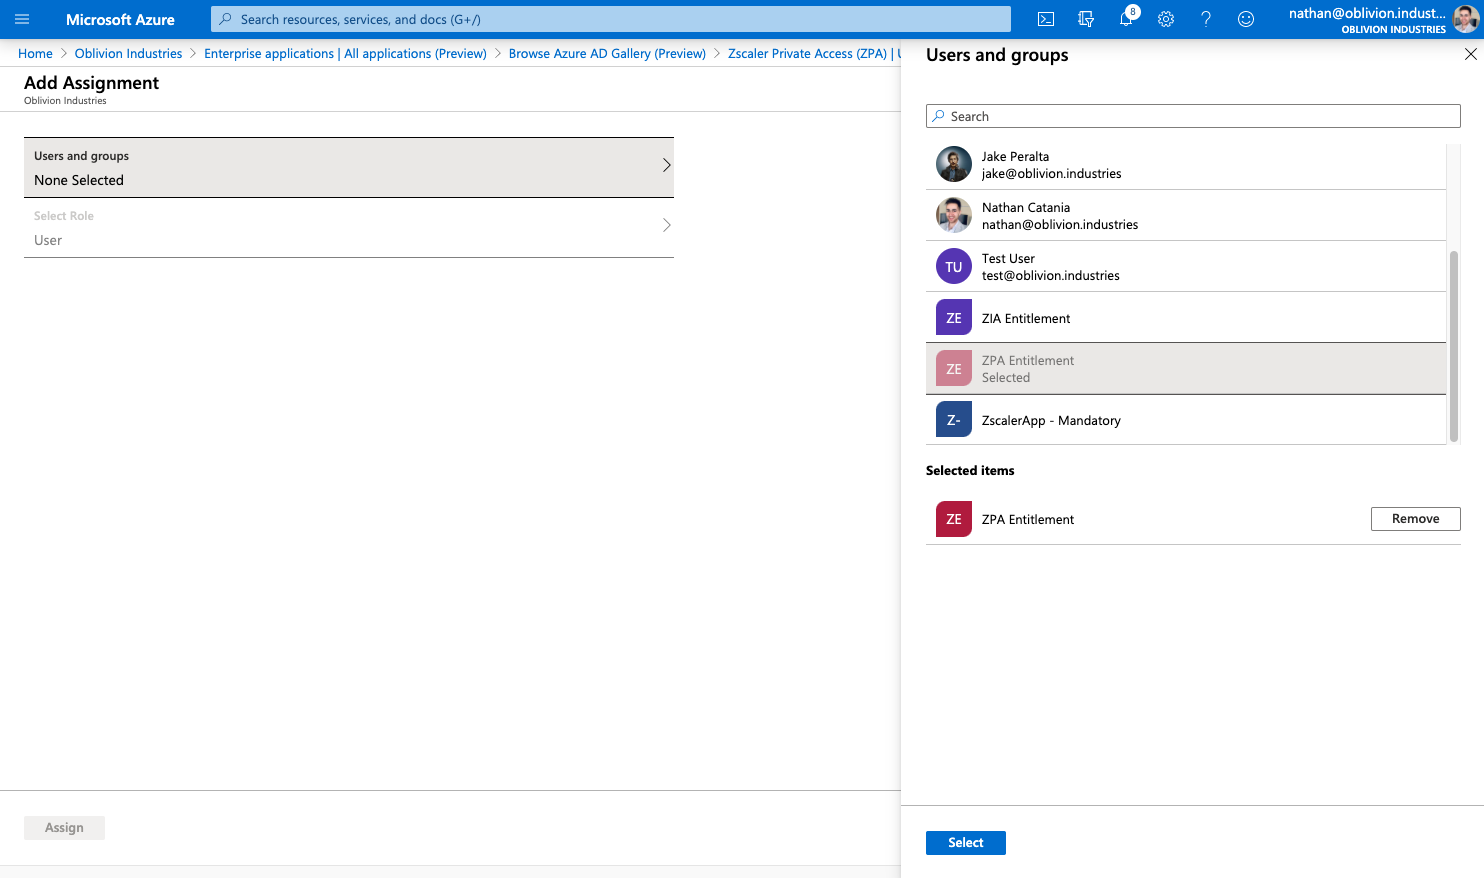 Microsoft Azure
Search resources, services, and docs (G+/)
8
nathan@oblivion.indust...
OBLIVION INDUSTRIES
Home > Oblivion Industries > Enterprise applications | All applications (Preview) > Browse Azure AD Gallery (Preview) > Zscaler Private Access (ZPA) |
Add Assignment
Oblivion Industries
Users and groups
None Selected
Select Role
User
Assign
Users and groups
Search
Jake Peralta
jake@oblivion.industries
Nathan Catania
nathan@oblivion.industries
TU
Test User
test@oblivion.industries
ZE
ZIA Entitlement
ZE
ZPA Entitlement
Selected
Z-
ZscalerApp - Mandatory
Selected items
ZE
ZPA Entitlement
Remove
Select